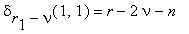 δ_{r_1 − ν}(1, 1) = r − 2 ν − n